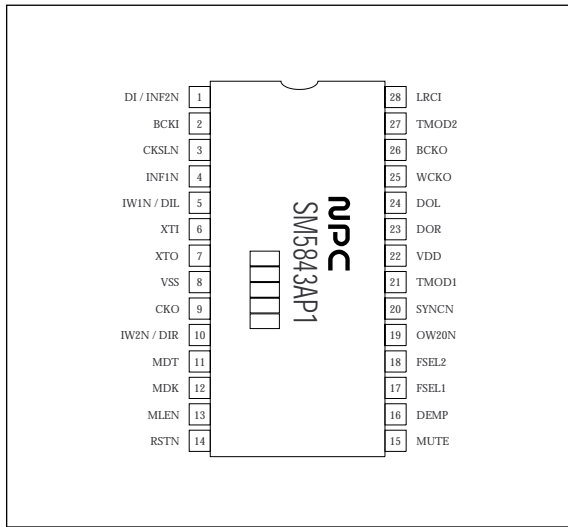 DI / INF2N 1 28 LRCI
BCKI 2 27 TMOD2
CKSLN 3 26 BCKO
INF1N 4 25 WCKO
IW1N / DIL 5 24 DOL
XTI 6 23 DOR
XTO 7 22 VDD
VSS 8 21 TMOD1
CKO 9 20 SYNCN
IW2N / DIR 10 19 OW20N
MDT 11 18 FSEL2
MDK 12 17 FSEL1
MLEN 13 16 DEMP
RSTN 14 15 MUTE
NPC
SM5843AP1